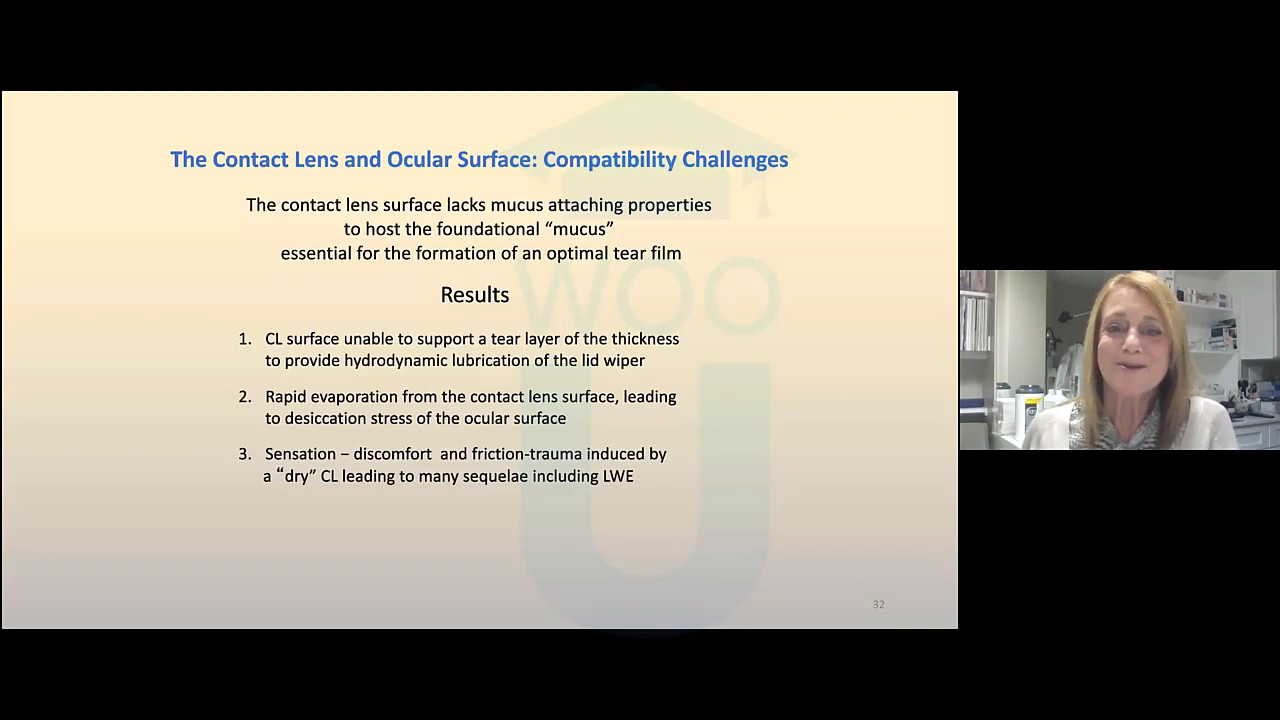 The Contact Lens and Ocular Surface: Compatibility Challenges
The contact lens surface lacks mucus attaching properties
to host the foundational “mucus”
essential for the formation of an optimal tear film
Results
1. CL surface unable to support a tear layer of the thickness
to provide hydrodynamic lubrication of the lid wiper
2. Rapid evaporation from the contact lens surface, leading
to desiccation stress of the ocular surface
3. Sensation – discomfort and friction-trauma induced by
a “dry” CL leading to many sequelae including LWE
WOO
U
32